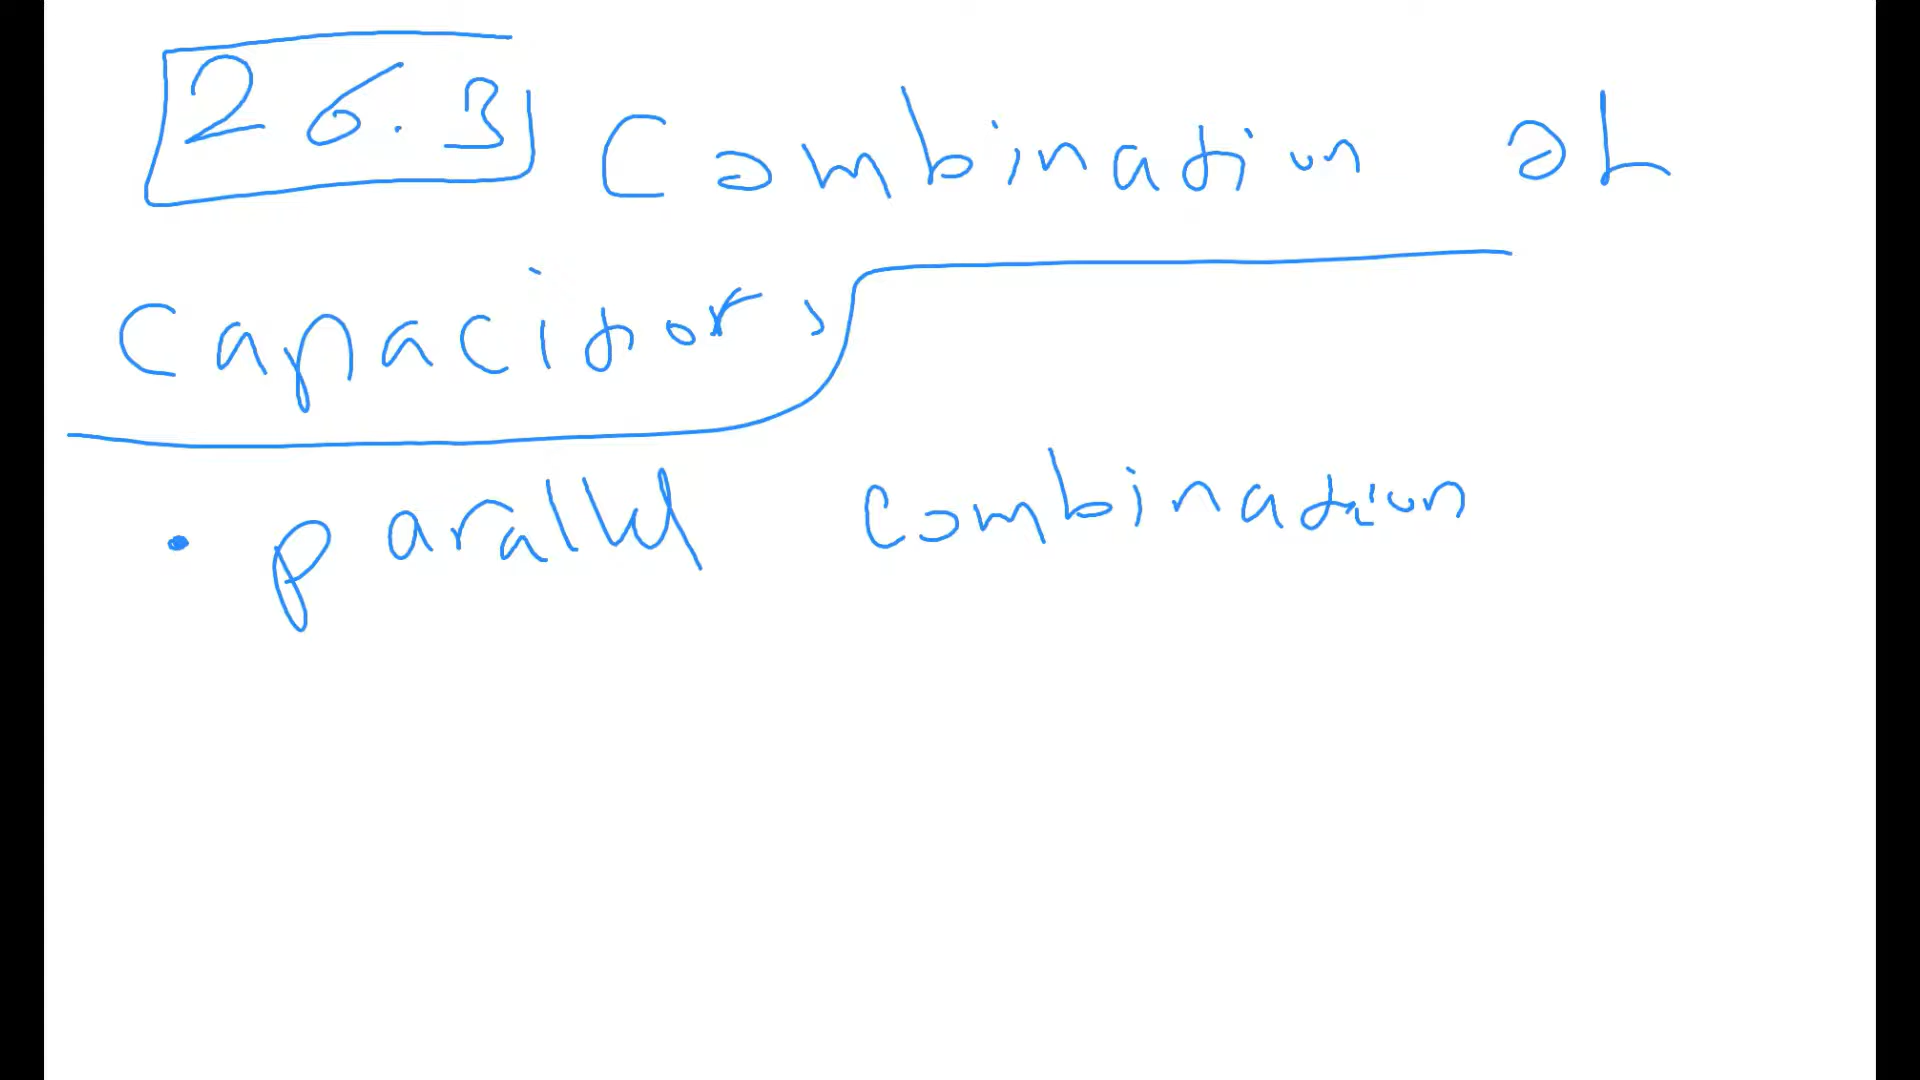 26.3 Combination of
Capacitors
• parallel combination